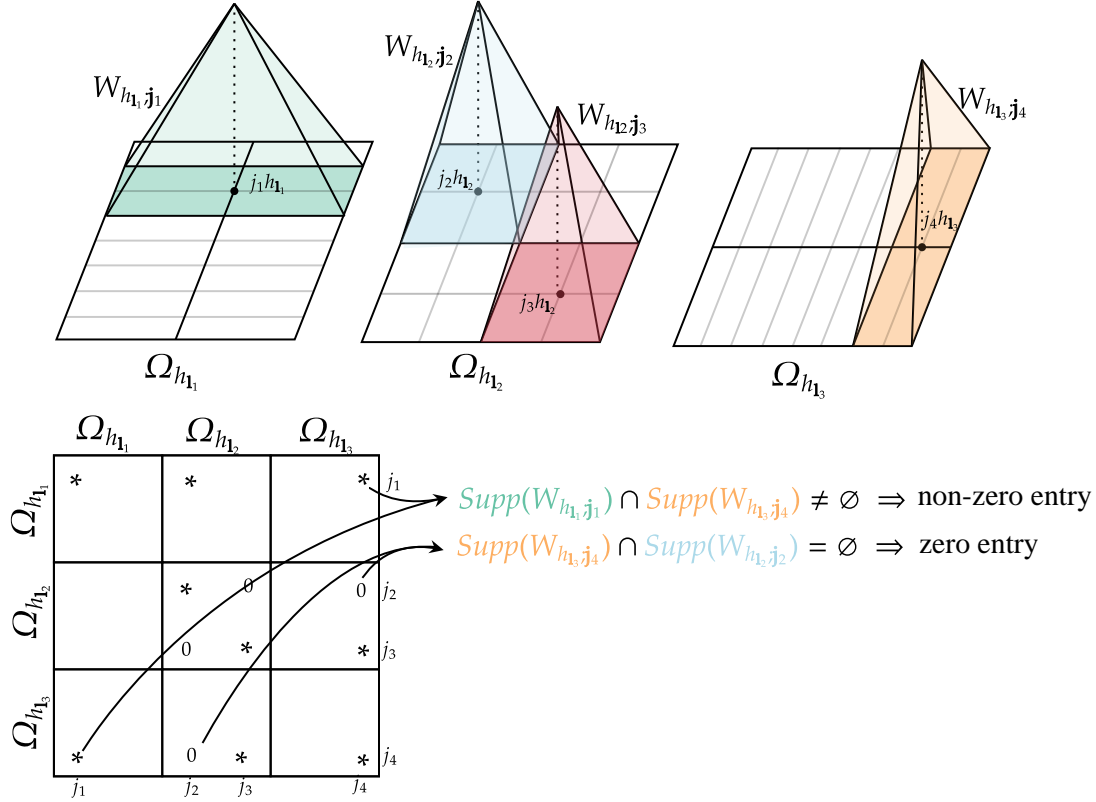 W_{h_{𝐥_1},𝐣_1}
W_{h_{𝐥_2},𝐣_2}
W_{h_{𝐥2},𝐣_3}
W_{h_{𝐥_3},𝐣_4}
j_1h_{𝐥_1}
j_2h_{𝐥_2}
j_3h_{𝐥_2}
j_4h_{𝐥_3}
Ω_{h_{𝐥_1}}
Ω_{h_{𝐥_2}}
Ω_{h_{𝐥_3}}
Ω_{h_{𝐥_1}} Ω_{h_{𝐥_2}} Ω_{h_{𝐥_3}}
Ω_{h_{𝐥_1}} * * * j_1
Supp(W_{h_{𝐥_1},𝐣_1}) ∩ Supp(W_{h_{𝐥_3},𝐣_4}) ≠ ∅ ⇒ non-zero entry
Supp(W_{h_{𝐥_3},𝐣_4}) ∩ Supp(W_{h_{𝐥_2},𝐣_2}) = ∅ ⇒ zero entry
Ω_{h_{𝐥_2}} * 0 0 j_2
0 * * j_3
Ω_{h_{𝐥_3}} * 0 * * j_4
j_1 j_2 j_3 j_4